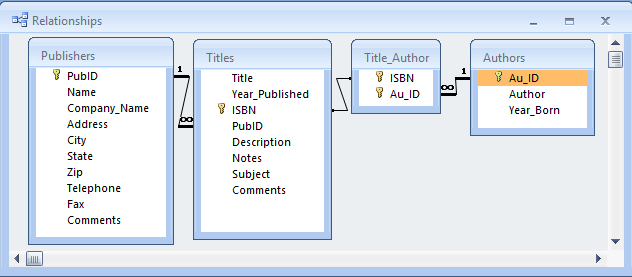 Relationships
Publishers
PubID
Name
Company_Name
Address
City
State
Zip
Telephone
Fax
Comments
1
∞
Titles
Title
Year_Published
ISBN
PubID
Description
Notes
Subject
Comments
Title_Author
ISBN
Au_ID
∞
1
Authors
Au_ID
Author
Year_Born